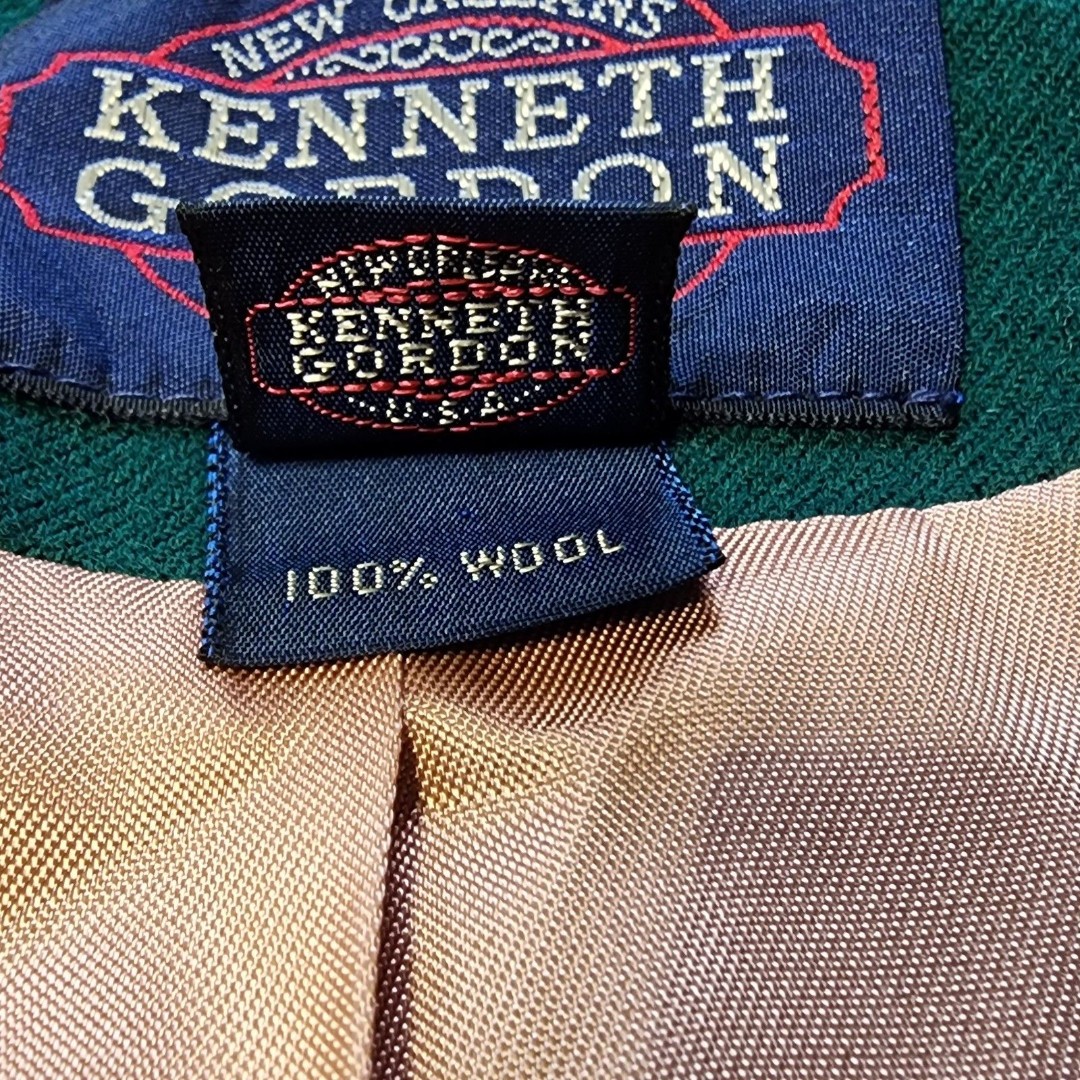 NEW ORLEANS
KENNETH
GORDON
NEW ORLEANS
KENNETH
GORDON
U.S.A.
100% WOOL